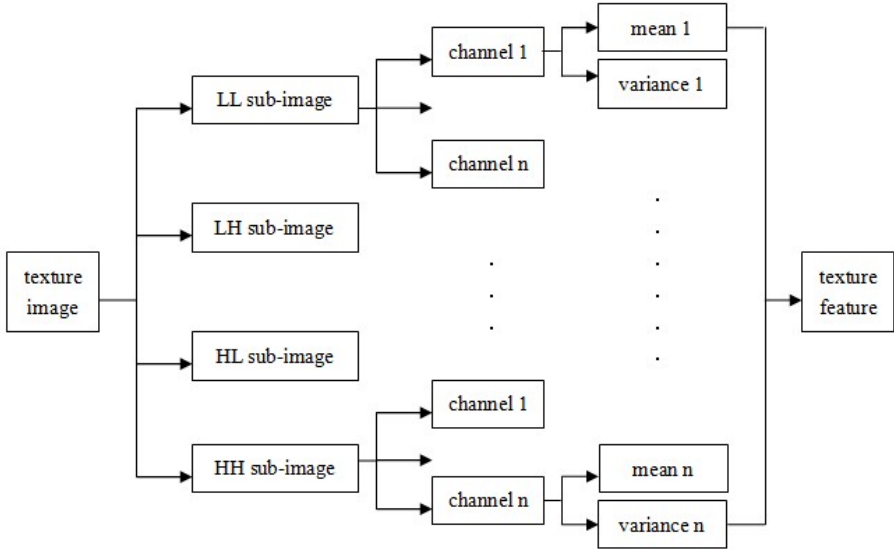 texture
image
LL sub-image
LH sub-image
HL sub-image
HH sub-image
channel 1
channel n
channel 1
channel n
mean 1
variance 1
mean n
variance n
texture
feature